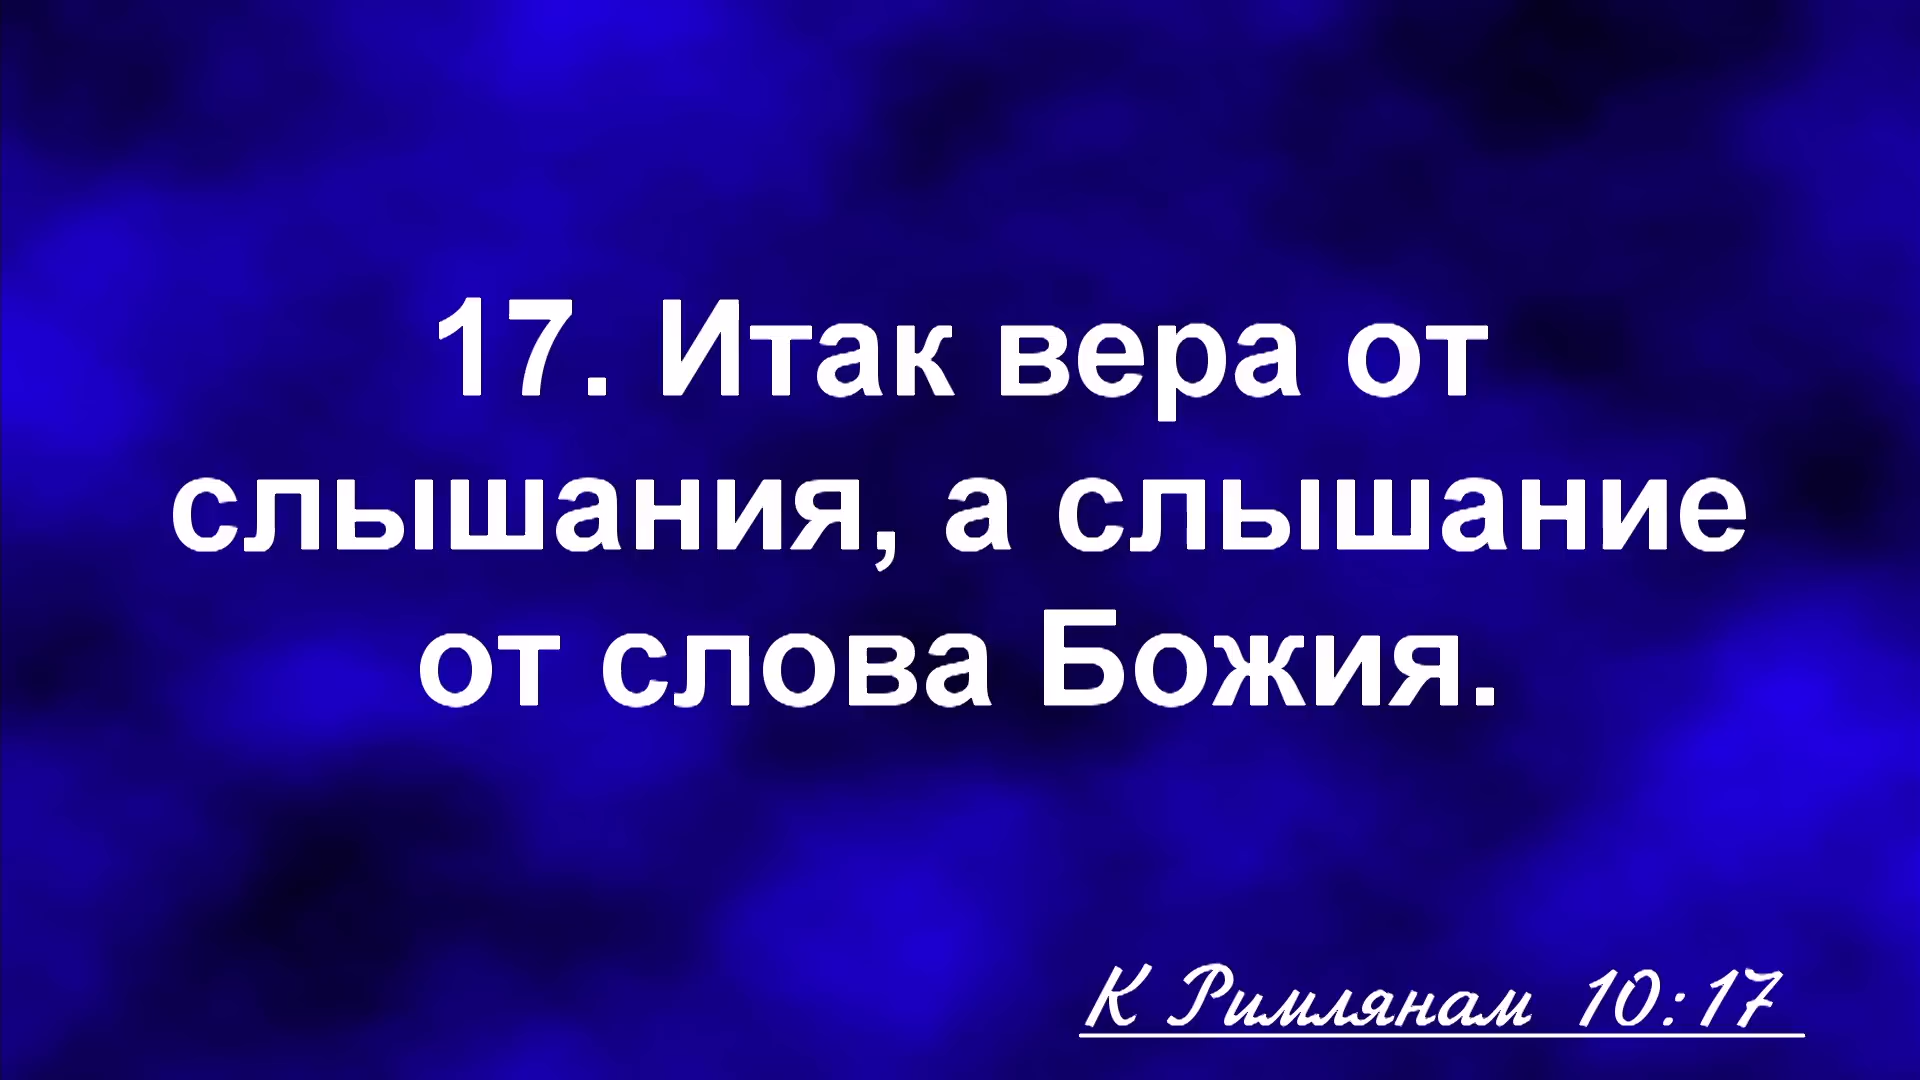 17. Итак вера от
слышания, а слышание
от слова Божия.
К Римлянам 10:17